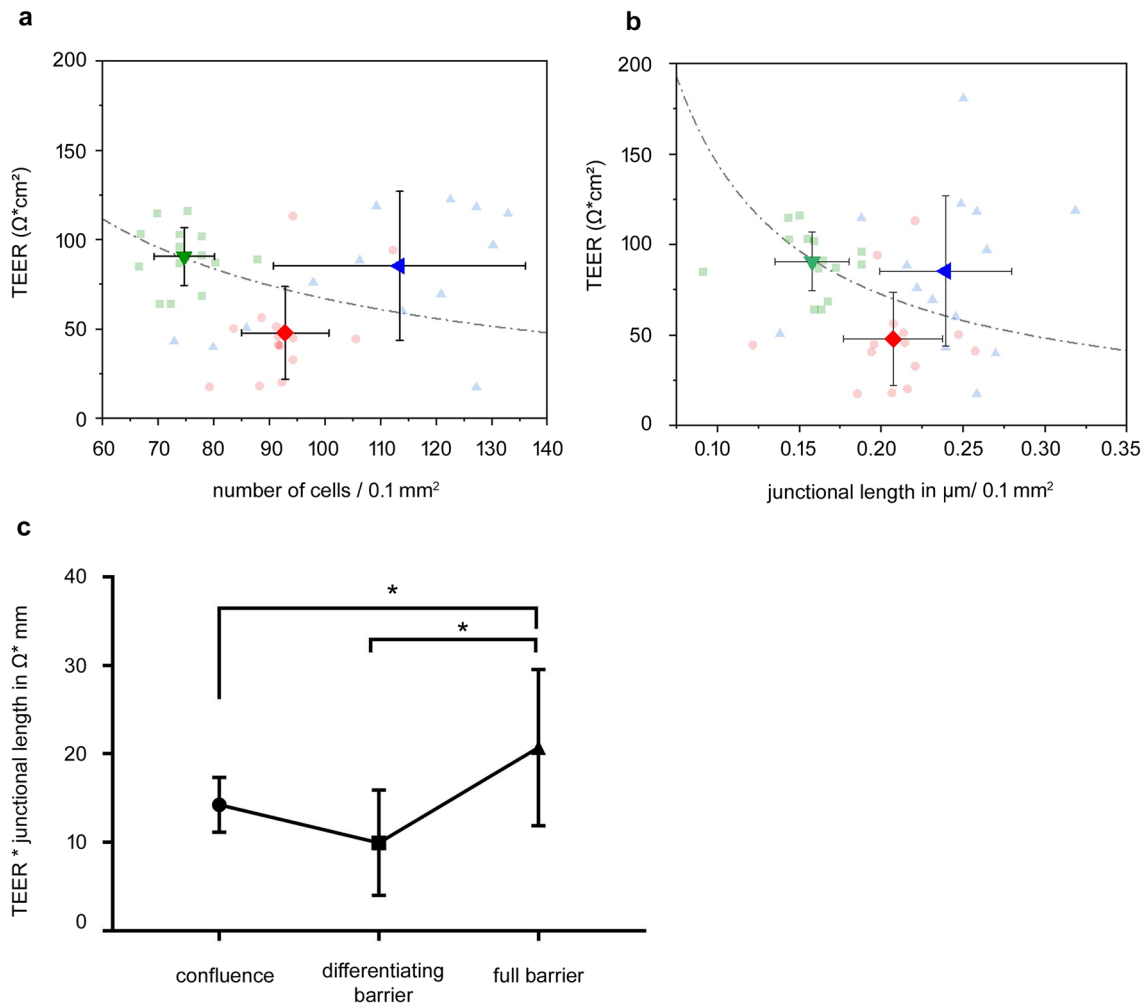 a
200
150
100
50
0
TEER (Ω*cm²)
60 70 80 90 100 110 120 130 140
number of cells / 0.1 mm²
b
200
150
100
50
0
TEER (Ω*cm²)
0.10 0.15 0.20 0.25 0.30 0.35
junctional length in µm/ 0.1 mm²
c
40
30
20
10
0
TEER * junctional length in Ω* mm
*
*
confluence
differentiating
barrier
full barrier